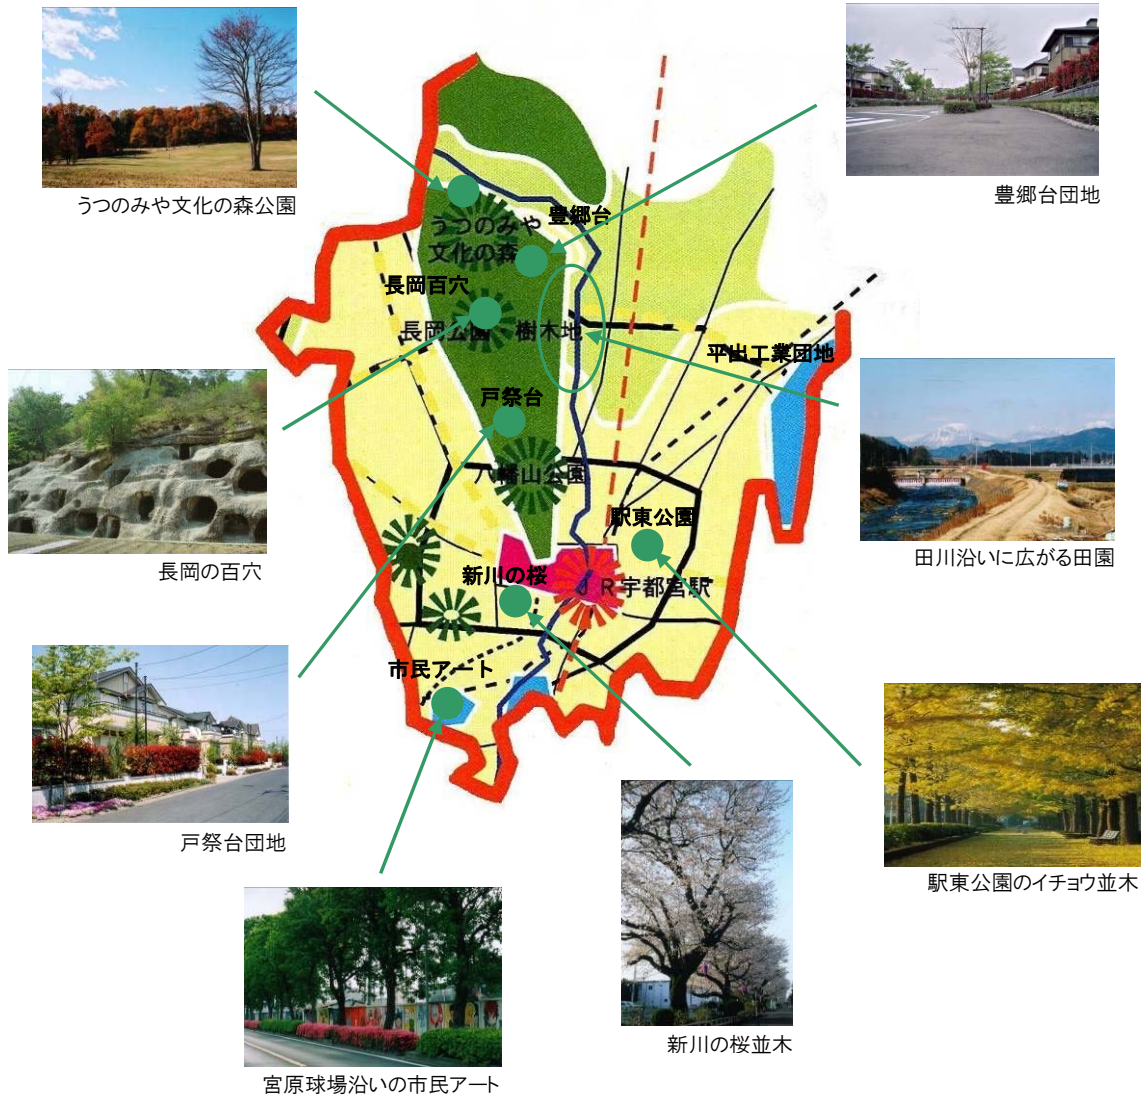 うつのみや文化の森公園
豊郷台団地
豊郷台
うつのみや
文化の森
長岡百穴
長岡公園
樹木地
平出工業団地
戸祭台
田川沿いに広がる田園
長岡の百穴
八幡山公園
駅東公園
新川の桜
JR宇都宮駅
市民アート
戸祭台団地
駅東公園のイチョウ並木
新川の桜並木
宮原球場沿いの市民アート